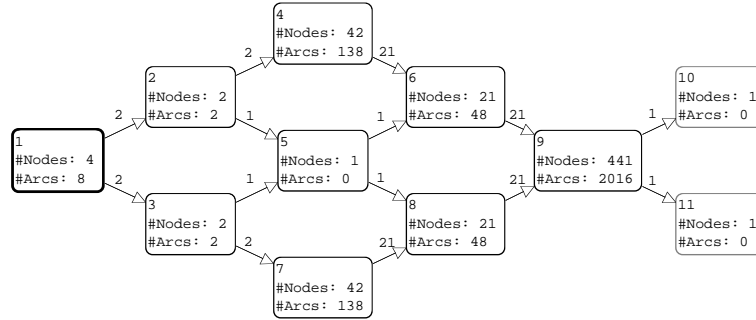 4
#Nodes: 42
#Arcs: 138
2
21
2
#Nodes: 2
#Arcs: 2
6
#Nodes: 21
#Arcs: 48
10
#Nodes: 1
#Arcs: 0
2
1
1
21
1
1
#Nodes: 4
#Arcs: 8
5
#Nodes: 1
#Arcs: 0
9
#Nodes: 441
#Arcs: 2016
2
1
1
21
1
3
#Nodes: 2
#Arcs: 2
8
#Nodes: 21
#Arcs: 48
11
#Nodes: 1
#Arcs: 0
2
21
7
#Nodes: 42
#Arcs: 138